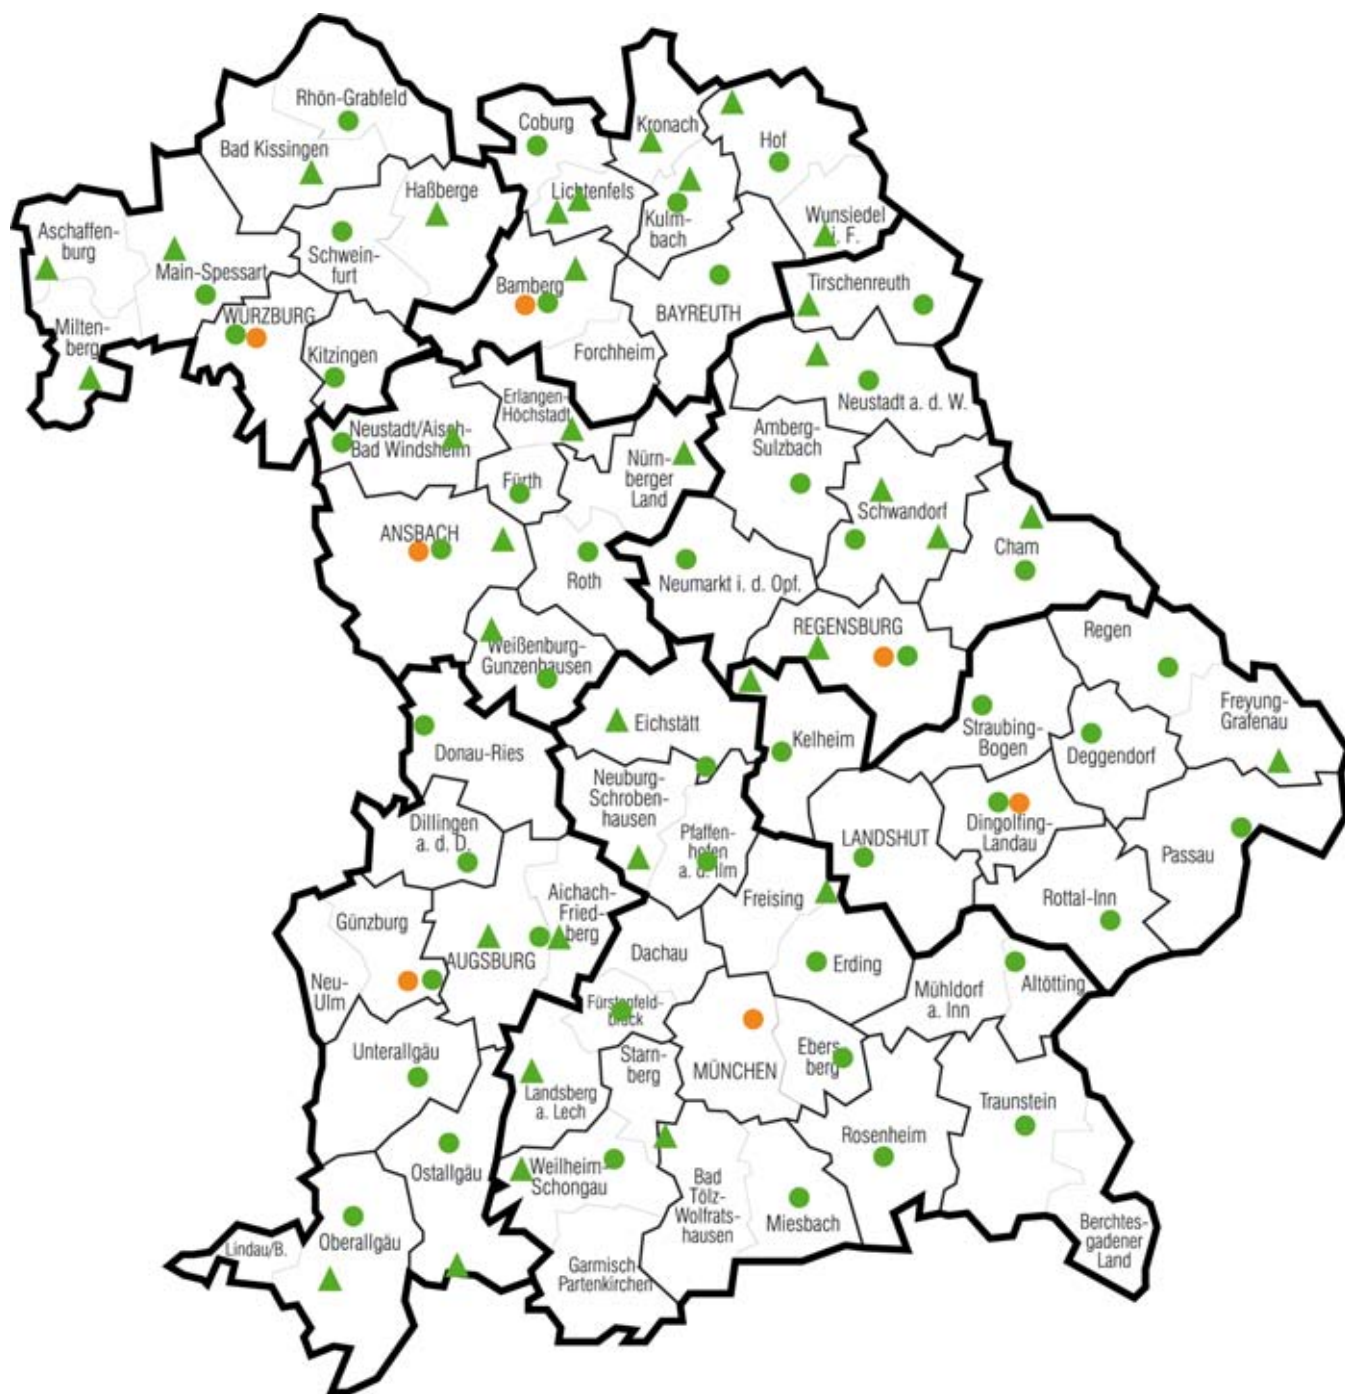 Rhön-Grabfeld
Bad Kissingen
Haßberge
Aschaffen-
burg
Main-Spessart
Schwein-
furt
Milten-
berg
WÜRZBURG
Kitzingen
Coburg
Kronach
Hof
Lichtenfels
Kulm-
bach
Wunsiedel
i. F.
Bamberg
BAYREUTH
Forchheim
Tirschenreuth
Neustadt a. d. W.
Amberg-
Sulzbach
Schwandorf
Cham
Neumarkt i. d. Opf.
REGENSBURG
Erlangen-
Höchstadt
Neustadt/Aisch-
Bad Windsheim
Fürth
Nürn-
berger
Land
ANSBACH
Roth
Weißenburg-
Gunzenhausen
Regen
Freyung-
Grafenau
Straubing-
Bogen
Deggendorf
Kelheim
LANDSHUT
Dingolfing-
Landau
Passau
Rottal-Inn
Donau-Ries
Dillingen
a. d. D.
Günzburg
Aichach-
Fried-
berg
AUGSBURG
Neu-
Ulm
Unterallgäu
Ostallgäu
Lindau/B.
Oberallgäu
Eichstätt
Neuburg-
Schroben-
hausen
Pfaffen-
hofen
a. d. Ilm
Freising
Dachau
Erding
Mühldorf
a. Inn
Altötting
Fürstenfeld-
bruck
Starn-
berg
MÜNCHEN
Ebers-
berg
Landsberg
a. Lech
Weilheim-
Schongau
Bad
Tölz-
Wolfrats-
hausen
Miesbach
Rosenheim
Traunstein
Garmisch
Partenkirchen
Berchtes-
gadener
Land